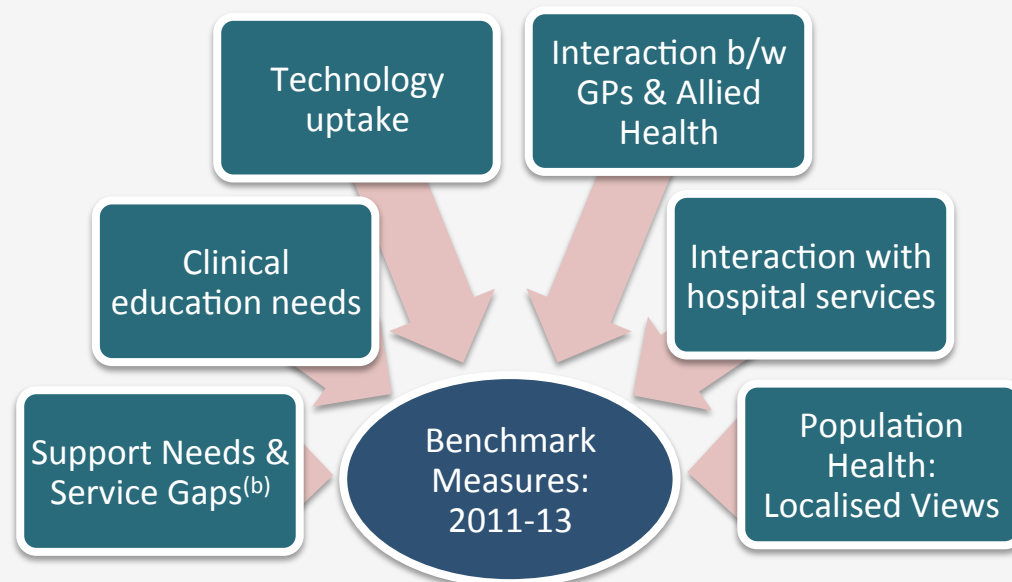 Technology
uptake
Interaction b/w
GPs & Allied
Health
Clinical
education needs
Interaction with
hospital services
Support Needs &
Service Gaps(b)
Benchmark
Measures:
2011-13
Population
Health:
Localised Views